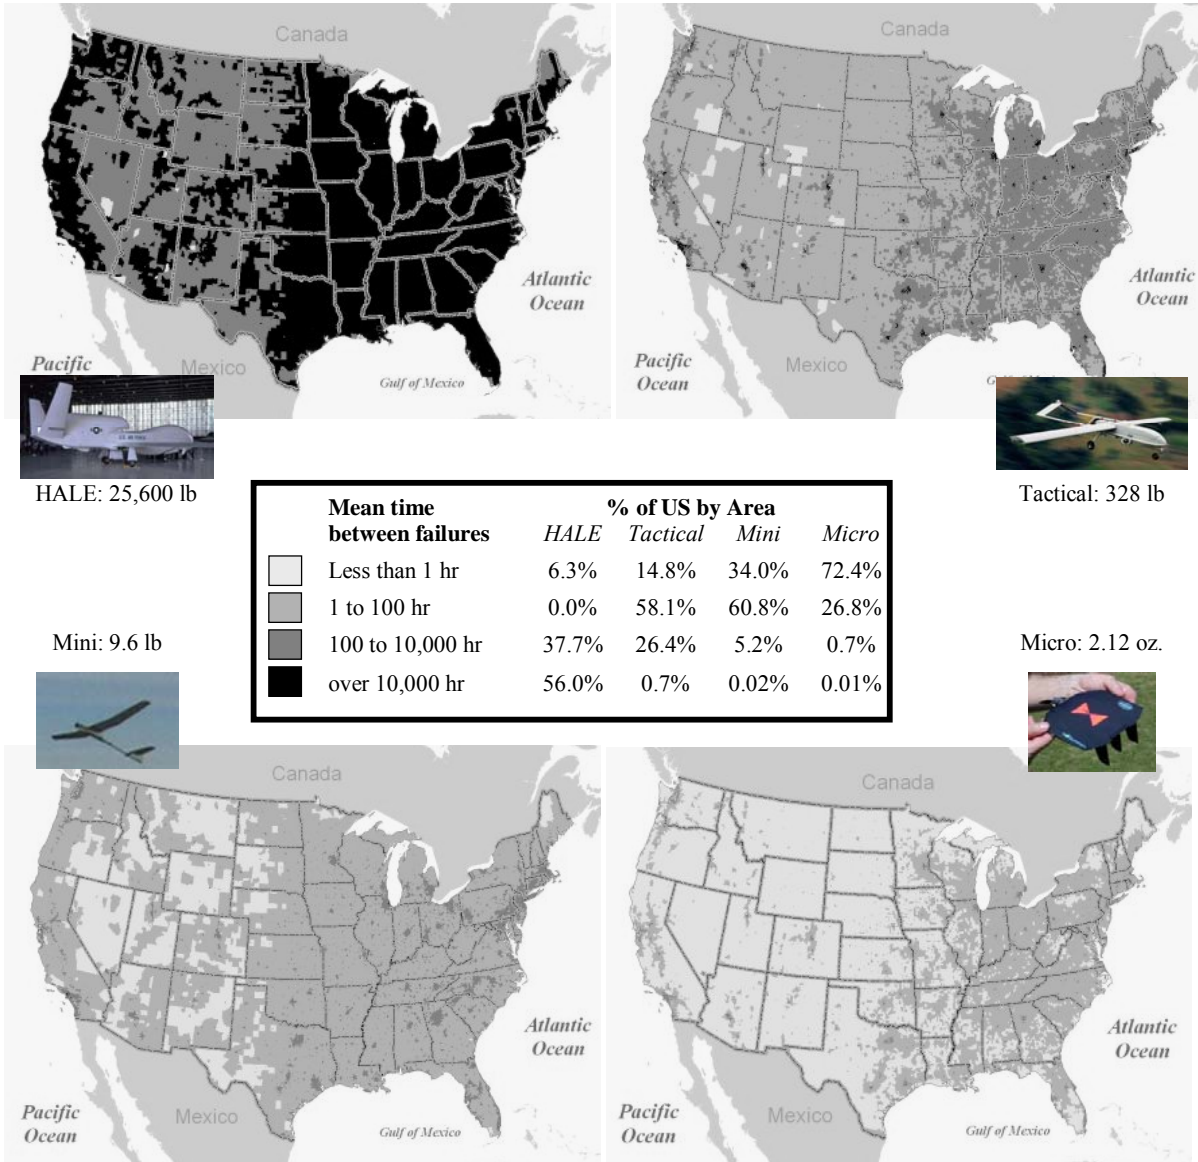 Canada
Atlantic
Ocean
Pacific
Mexico
Gulf of Mexico
Canada
Atlantic
Ocean
Pacific
Ocean
Mexico
HALE: 25,600 lb
Tactical: 328 lb
Mean time
between failures
% of US by Area
HALE Tactical Mini Micro
Less than 1 hr 6.3% 14.8% 34.0% 72.4%
1 to 100 hr 0.0% 58.1% 60.8% 26.8%
100 to 10,000 hr 37.7% 26.4% 5.2% 0.7%
over 10,000 hr 56.0% 0.7% 0.02% 0.01%
Mini: 9.6 lb
Micro: 2.12 oz.
Canada
Atlantic
Ocean
Pacific
Ocean
Mexico
Gulf of Mexico
Canada
Atlantic
Ocean
Pacific
Ocean
Mexico
Gulf of Mexico